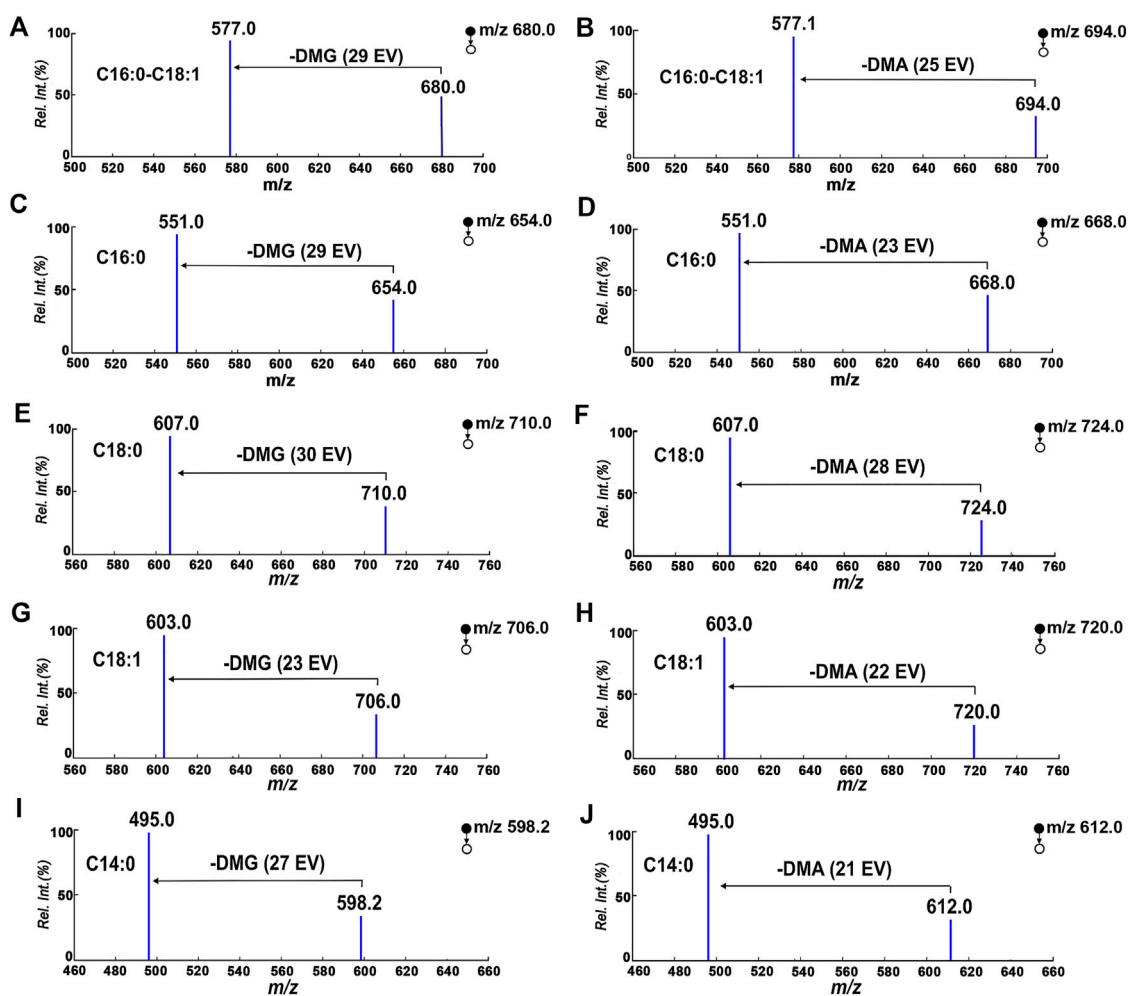 A
100
577.0
m/z 680.0
-DMG (29 EV)
C16:0-C18:1
680.0
50
Rel. Int.(%)
0
500 520 540 560 580 600 620 640 660 680 700
m/z
B
100
577.1
m/z 694.0
-DMA (25 EV)
C16:0-C18:1
694.0
50
Rel. Int.(%)
0
500 520 540 560 580 600 620 640 660 680 700
m/z
C
100
551.0
m/z 654.0
-DMG (29 EV)
C16:0
654.0
50
Rel. Int.(%)
0
500 520 540 560 580 600 620 640 660 680 700
m/z
D
100
551.0
m/z 668.0
-DMA (23 EV)
C16:0
668.0
50
Rel. Int.(%)
0
500 520 540 560 580 600 620 640 660 680 700
m/z
E
100
607.0
m/z 710.0
C18:0
-DMG (30 EV)
710.0
50
Rel. Int.(%)
0
560 580 600 620 640 660 680 700 720 740 760
m/z
F
100
607.0
m/z 724.0
C18:0
-DMA (28 EV)
724.0
50
Rel. Int.(%)
0
560 580 600 620 640 660 680 700 720 740 760
m/z
G
100
603.0
m/z 706.0
C18:1
-DMG (23 EV)
706.0
50
Rel. Int.(%)
0
560 580 600 620 640 660 680 700 720 740 760
m/z
H
100
603.0
m/z 720.0
C18:1
-DMA (22 EV)
720.0
50
Rel. Int.(%)
0
560 580 600 620 640 660 680 700 720 740 760
m/z
I
100
495.0
m/z 598.2
C14:0
-DMG (27 EV)
598.2
50
Rel. Int.(%)
0
460 480 500 520 540 560 580 600 620 640 660
m/z
J
100
495.0
m/z 612.0
C14:0
-DMA (21 EV)
612.0
50
Rel. Int.(%)
0
460 480 500 520 540 560 580 600 620 640 660
m/z